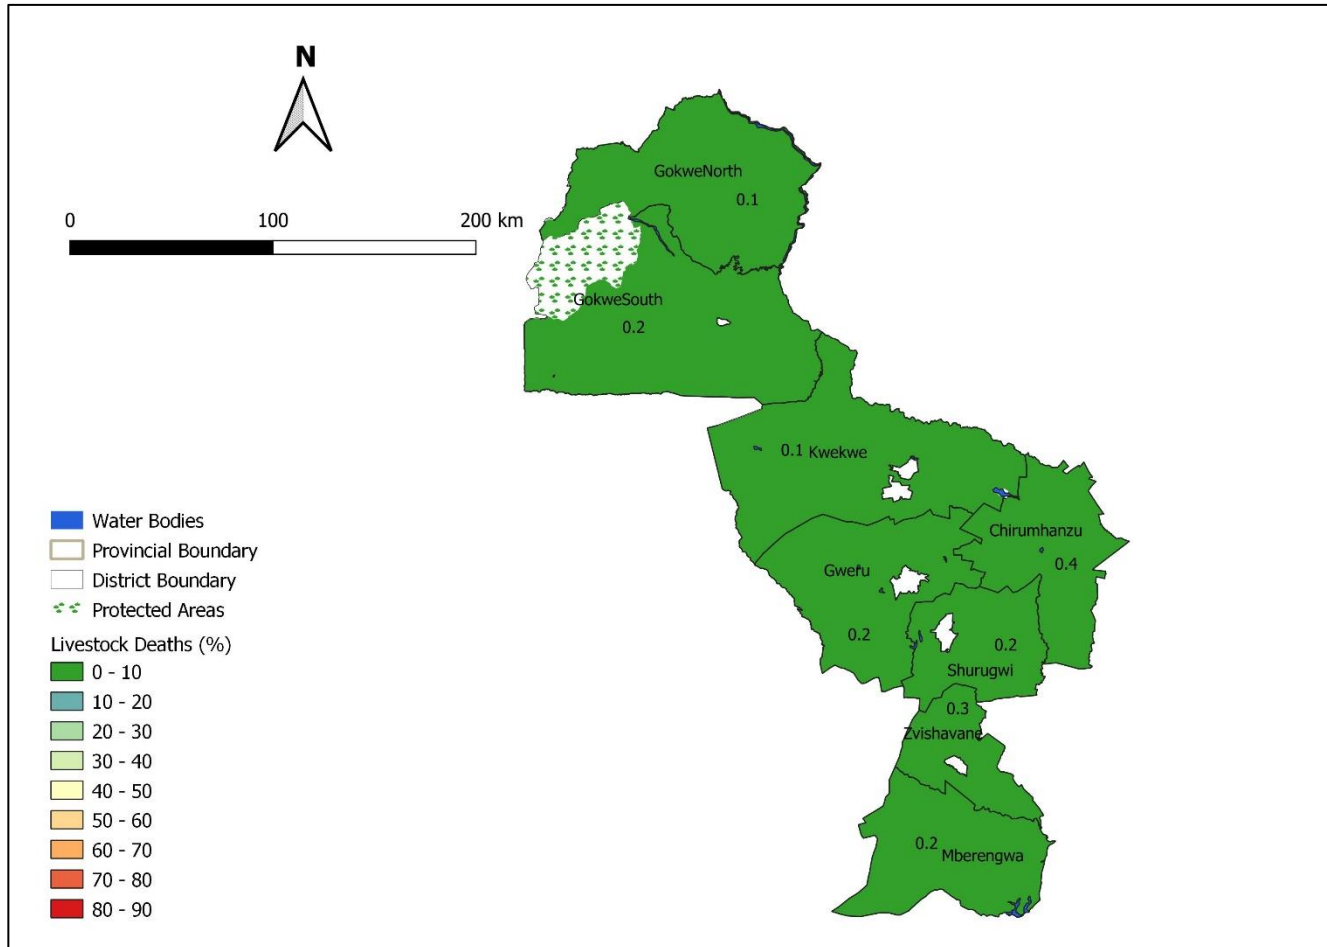 N
0 100 200 km
GokweNorth
0.1
GokweSouth
0.2
0.1 Kwekwe
Chirumhanzu
0.4
Gweru
0.2
0.2
Shurugwi
0.3
Zvishavane
0.2
Mberengwa
Water Bodies
Provincial Boundary
District Boundary
Protected Areas
Livestock Deaths (%)
0 - 10
10 - 20
20 - 30
30 - 40
40 - 50
50 - 60
60 - 70
70 - 80
80 - 90